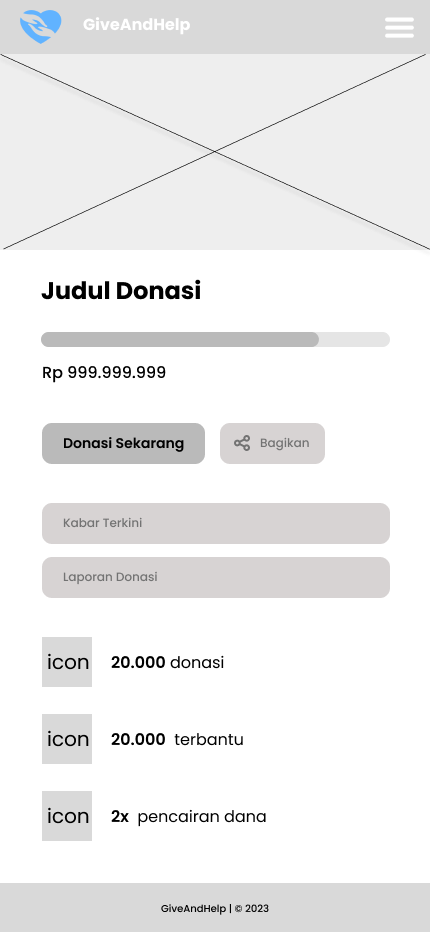 GiveAndHelp
Judul Donasi
Rp 999.999.999
Donasi Sekarang
Bagikan
Kabar Terkini
Laporan Donasi
icon
20.000 donasi
icon
20.000 terbantu
icon
2x pencairan dana
GiveAndHelp | © 2023